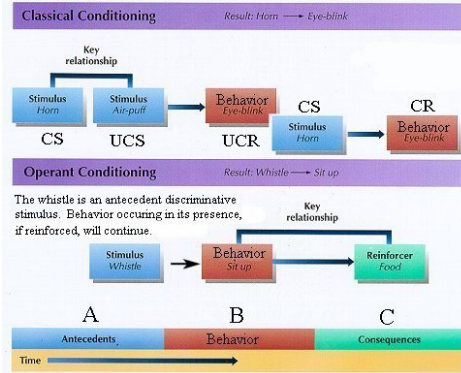 Classical Conditioning Result: Horn → Eye-blink
Key
relationship
Stimulus
Horn
Stimulus
Air-puff
Behavior
Eye-blink
CS
Stimulus
Horn
CR
Behavior
Eye-blink
CS UCS UCR
Operant Conditioning Result: Whistle → Sit up
The whistle is an antecedent discriminative
stimulus. Behavior occuring in its presence,
if reinforced, will continue.
Key
relationship
Stimulus
Whistle
Behavior
Sit up
Reinforcer
Food
A B C
Antecedents Behavior Consequences
Time